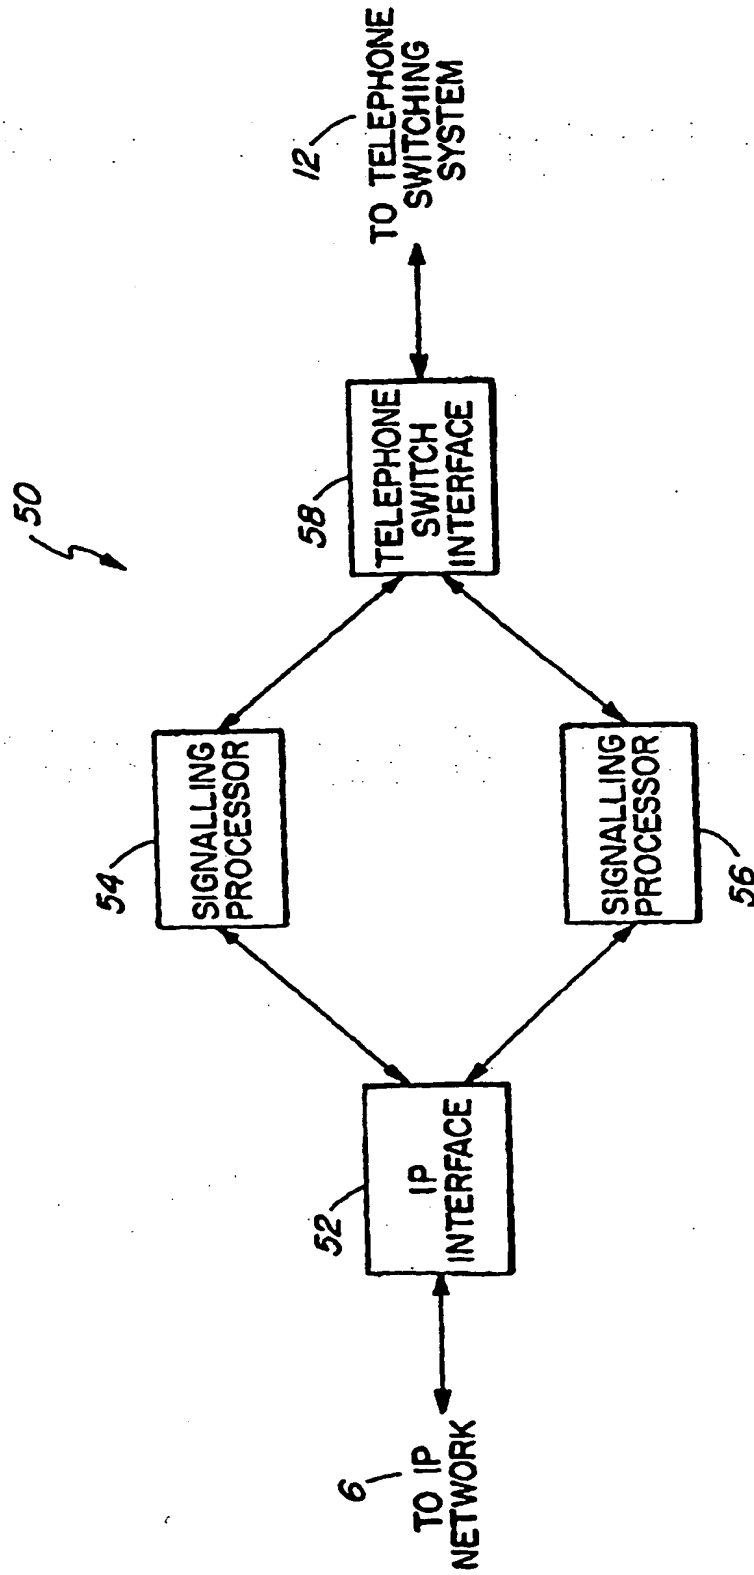 50
6
TO IP
NETWORK
52
IP
INTERFACE
54
SIGNALLING
PROCESSOR
56
SIGNALLING
PROCESSOR
58
TELEPHONE
SWITCH
INTERFACE
12
TO TELEPHONE
SWITCHING
SYSTEM